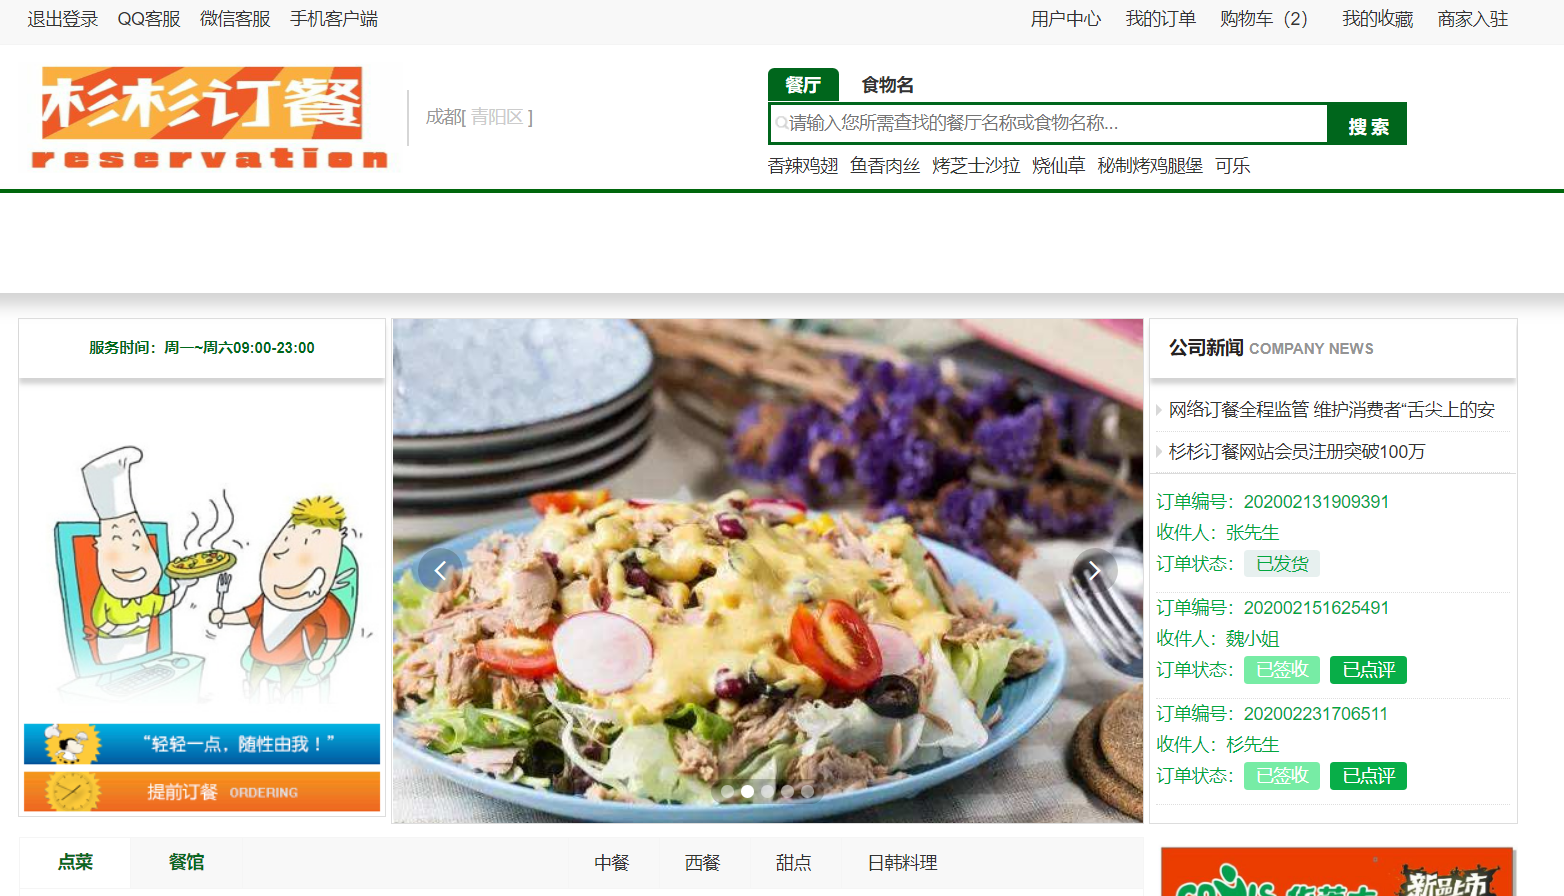 退出登录 QQ客服 微信客服 手机客户端 用户中心 我的订单 购物车（2） 我的收藏 商家入驻
杉杉订餐
reservation
成都[ 青阳区 ]
餐厅 食物名
请输入您所需查找的餐厅名称或食物名称...
搜 索
香辣鸡翅 鱼香肉丝 烤芝士沙拉 烧仙草 秘制烤鸡腿堡 可乐
服务时间：周一~周六09:00-23:00
“轻轻一点，随性由我！”
提前订餐 ORDERING
公司新闻 COMPANY NEWS
网络订餐全程监管 维护消费者“舌尖上的安
杉杉订餐网站会员注册突破100万
订单编号：202002131909391
收件人：张先生
订单状态： 已发货
订单编号：202002151625491
收件人：魏小姐
订单状态： 已签收 已点评
订单编号：202002231706511
收件人：杉先生
订单状态： 已签收 已点评
点菜 餐馆 中餐 西餐 甜点 日韩料理
新品上市